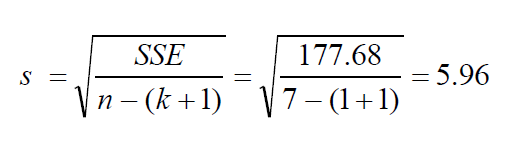 s = √(SSE / (n − (k + 1))) = √(177.68 / (7 − (1 + 1))) = 5.96